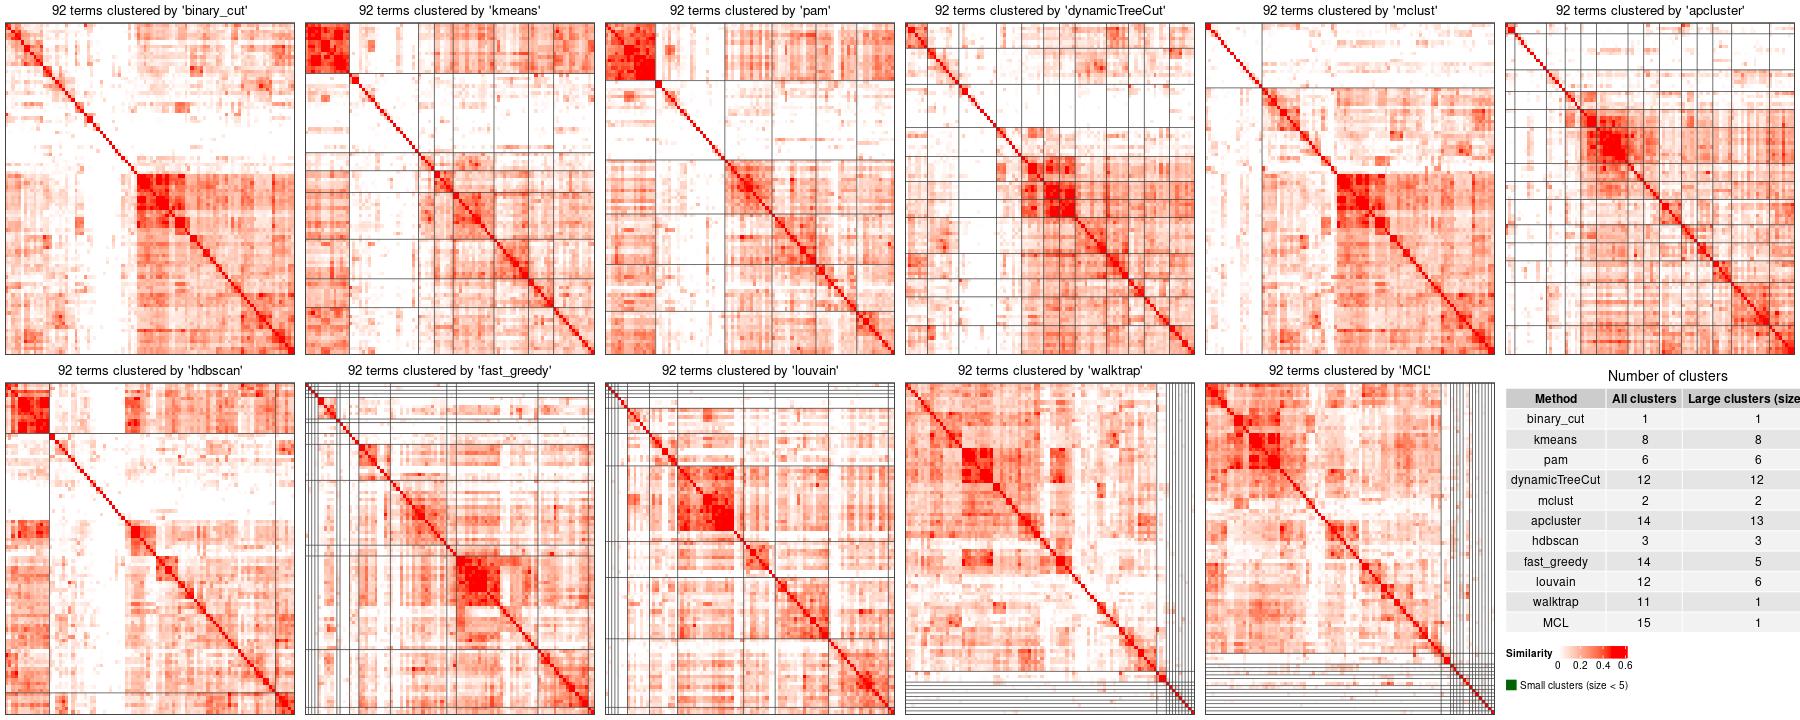 92 terms clustered by 'binary_cut'
92 terms clustered by 'kmeans'
92 terms clustered by 'pam'
92 terms clustered by 'dynamicTreeCut'
92 terms clustered by 'mclust'
92 terms clustered by 'apcluster'
92 terms clustered by 'hdbscan'
92 terms clustered by 'fast_greedy'
92 terms clustered by 'louvain'
92 terms clustered by 'walktrap'
92 terms clustered by 'MCL'
Number of clusters
Method All clusters Large clusters (size
binary_cut 1 1
kmeans 8 8
pam 6 6
dynamicTreeCut 12 12
mclust 2 2
apcluster 14 13
hdbscan 3 3
fast_greedy 14 5
louvain 12 6
walktrap 11 1
MCL 15 1
Similarity
0 0.2 0.4 0.6
Small clusters (size < 5)